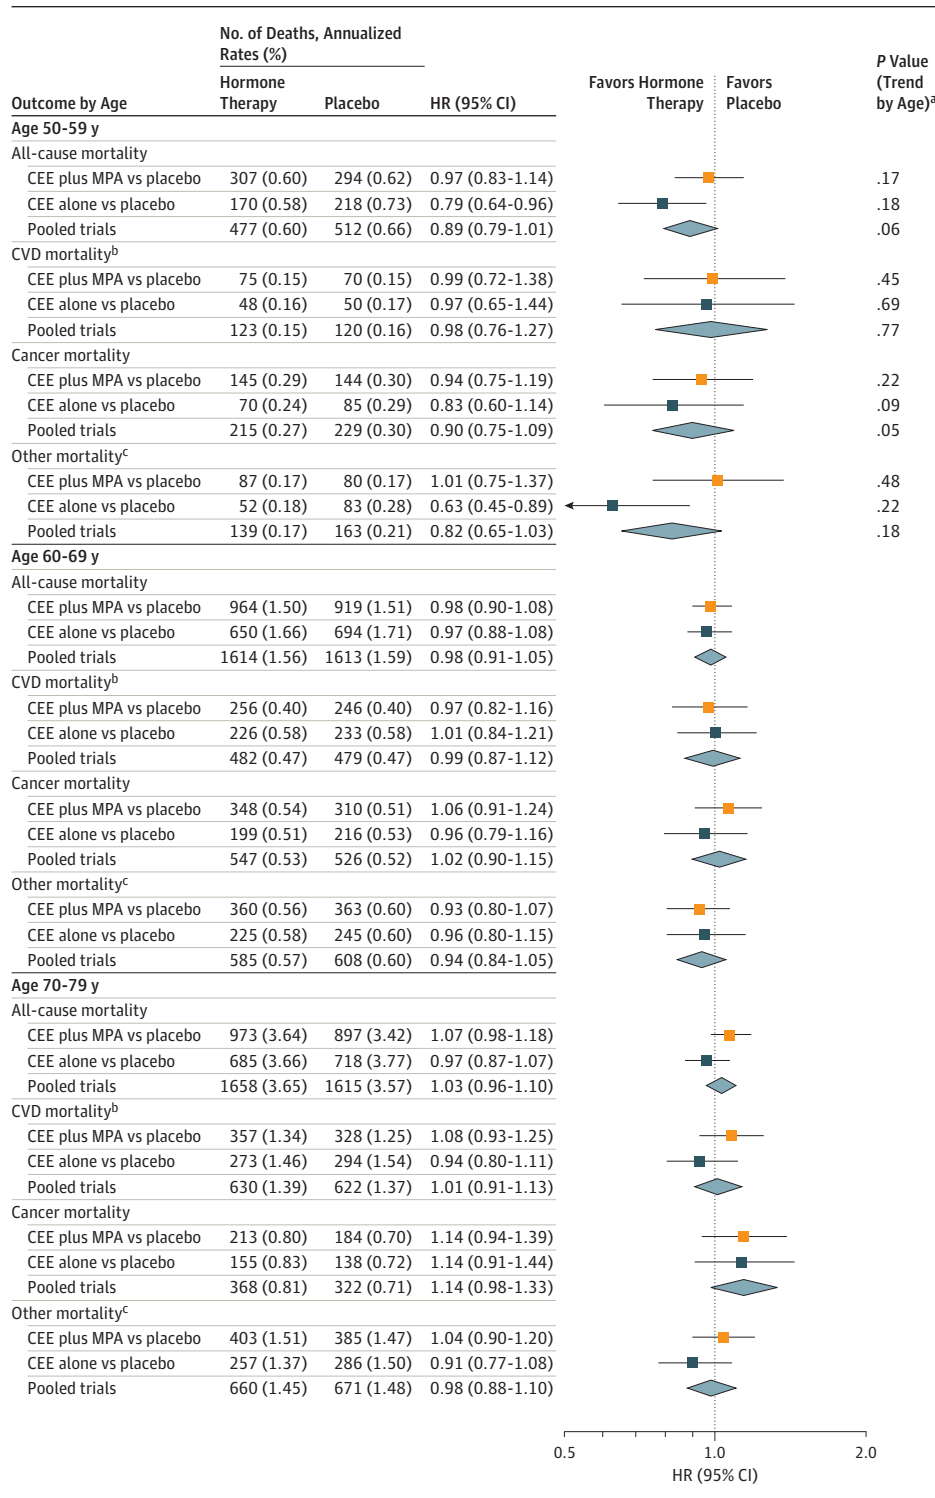 No. of Deaths, Annualized
Rates (%)
Outcome by Age Hormone Therapy Placebo HR (95% CI) Favors Hormone Therapy Favors Placebo P Value (Trend by Age)a
Age 50-59 y
All-cause mortality
CEE plus MPA vs placebo 307 (0.60) 294 (0.62) 0.97 (0.83-1.14) .17
CEE alone vs placebo 170 (0.58) 218 (0.73) 0.79 (0.64-0.96) .18
Pooled trials 477 (0.60) 512 (0.66) 0.89 (0.79-1.01) .06
CVD mortalityb
CEE plus MPA vs placebo 75 (0.15) 70 (0.15) 0.99 (0.72-1.38) .45
CEE alone vs placebo 48 (0.16) 50 (0.17) 0.97 (0.65-1.44) .69
Pooled trials 123 (0.15) 120 (0.16) 0.98 (0.76-1.27) .77
Cancer mortality
CEE plus MPA vs placebo 145 (0.29) 144 (0.30) 0.94 (0.75-1.19) .22
CEE alone vs placebo 70 (0.24) 85 (0.29) 0.83 (0.60-1.14) .09
Pooled trials 215 (0.27) 229 (0.30) 0.90 (0.75-1.09) .05
Other mortalityc
CEE plus MPA vs placebo 87 (0.17) 80 (0.17) 1.01 (0.75-1.37) .48
CEE alone vs placebo 52 (0.18) 83 (0.28) 0.63 (0.45-0.89) .22
Pooled trials 139 (0.17) 163 (0.21) 0.82 (0.65-1.03) .18
Age 60-69 y
All-cause mortality
CEE plus MPA vs placebo 964 (1.50) 919 (1.51) 0.98 (0.90-1.08)
CEE alone vs placebo 650 (1.66) 694 (1.71) 0.97 (0.88-1.08)
Pooled trials 1614 (1.56) 1613 (1.59) 0.98 (0.91-1.05)
CVD mortalityb
CEE plus MPA vs placebo 256 (0.40) 246 (0.40) 0.97 (0.82-1.16)
CEE alone vs placebo 226 (0.58) 233 (0.58) 1.01 (0.84-1.21)
Pooled trials 482 (0.47) 479 (0.47) 0.99 (0.87-1.12)
Cancer mortality
CEE plus MPA vs placebo 348 (0.54) 310 (0.51) 1.06 (0.91-1.24)
CEE alone vs placebo 199 (0.51) 216 (0.53) 0.96 (0.79-1.16)
Pooled trials 547 (0.53) 526 (0.52) 1.02 (0.90-1.15)
Other mortalityc
CEE plus MPA vs placebo 360 (0.56) 363 (0.60) 0.93 (0.80-1.07)
CEE alone vs placebo 225 (0.58) 245 (0.60) 0.96 (0.80-1.15)
Pooled trials 585 (0.57) 608 (0.60) 0.94 (0.84-1.05)
Age 70-79 y
All-cause mortality
CEE plus MPA vs placebo 973 (3.64) 897 (3.42) 1.07 (0.98-1.18)
CEE alone vs placebo 685 (3.66) 718 (3.77) 0.97 (0.87-1.07)
Pooled trials 1658 (3.65) 1615 (3.57) 1.03 (0.96-1.10)
CVD mortalityb
CEE plus MPA vs placebo 357 (1.34) 328 (1.25) 1.08 (0.93-1.25)
CEE alone vs placebo 273 (1.46) 294 (1.54) 0.94 (0.80-1.11)
Pooled trials 630 (1.39) 622 (1.37) 1.01 (0.91-1.13)
Cancer mortality
CEE plus MPA vs placebo 213 (0.80) 184 (0.70) 1.14 (0.94-1.39)
CEE alone vs placebo 155 (0.83) 138 (0.72) 1.14 (0.91-1.44)
Pooled trials 368 (0.81) 322 (0.71) 1.14 (0.98-1.33)
Other mortalityc
CEE plus MPA vs placebo 403 (1.51) 385 (1.47) 1.04 (0.90-1.20)
CEE alone vs placebo 257 (1.37) 286 (1.50) 0.91 (0.77-1.08)
Pooled trials 660 (1.45) 671 (1.48) 0.98 (0.88-1.10)
0.5 1.0 2.0
HR (95% CI)